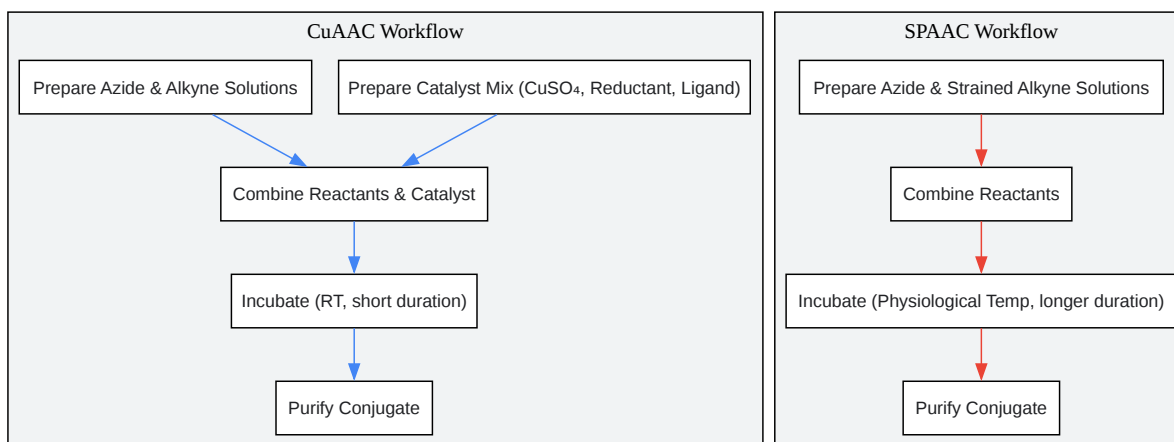 CuAAC Workflow
Prepare Azide & Alkyne Solutions
Prepare Catalyst Mix (CuSO₄, Reductant, Ligand)
Combine Reactants & Catalyst
Incubate (RT, short duration)
Purify Conjugate
SPAAC Workflow
Prepare Azide & Strained Alkyne Solutions
Combine Reactants
Incubate (Physiological Temp, longer duration)
Purify Conjugate